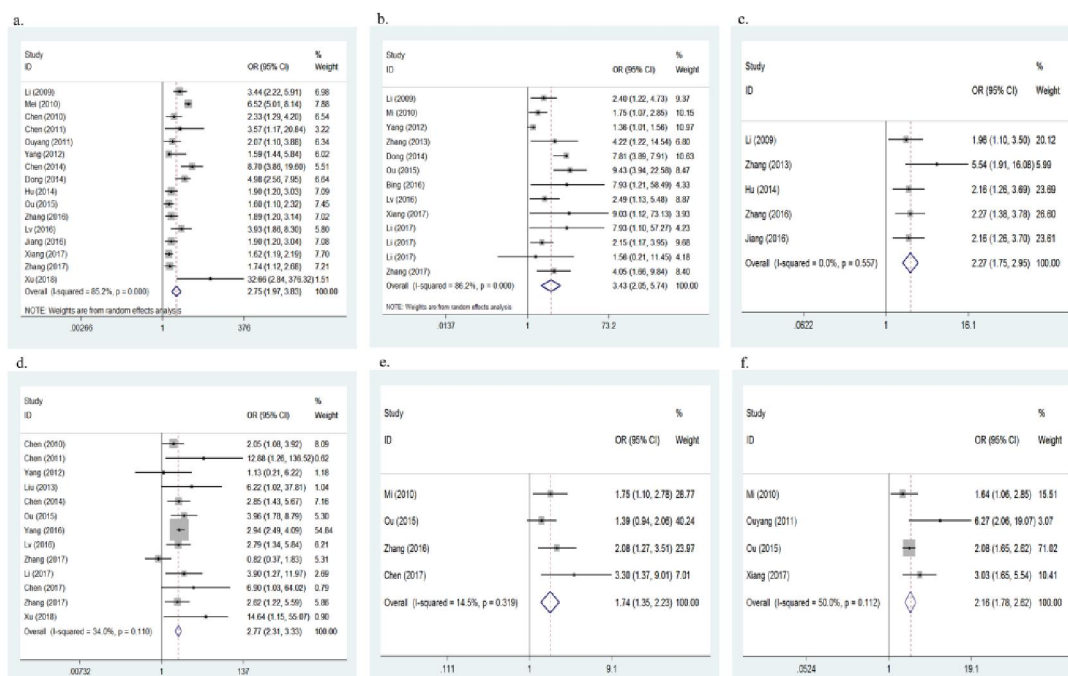 a.
Study %
ID OR (95% CI) Weight
Li (2009) 3.44 (2.22, 5.91) 6.98
Mei (2010) 6.52 (5.01, 8.14) 7.88
Chen (2010) 2.33 (1.29, 4.20) 6.54
Chen (2011) 3.57 (1.17, 20.84) 3.22
Ouyang (2011) 2.07 (1.10, 3.88) 6.34
Yang (2012) 1.59 (1.44, 5.84) 6.02
Chen (2014) 8.70 (3.86, 19.60) 5.51
Dong (2014) 4.98 (2.56, 7.95) 6.64
Hu (2014) 1.90 (1.20, 3.03) 7.09
Ou (2015) 1.60 (1.10, 2.32) 7.45
Zhang (2016) 1.89 (1.20, 3.14) 7.02
Lv (2016) 3.93 (1.86, 8.30) 5.80
Jiang (2016) 1.90 (1.20, 3.04) 7.08
Xiang (2017) 1.62 (1.19, 2.19) 7.70
Zhang (2017) 1.74 (1.12, 2.68) 7.21
Xu (2018) 32.66 (2.84, 376.32) 1.51
Overall (I-squared = 85.2%, p = 0.000) 2.75 (1.97, 3.83) 100.00
NOTE: Weights are from random effects analysis
.00266 1 376
b.
Study %
ID OR (95% CI) Weight
Li (2009) 2.40 (1.22, 4.73) 9.37
Mi (2010) 1.75 (1.07, 2.85) 10.15
Yang (2012) 1.36 (1.01, 1.56) 10.97
Zhang (2013) 4.22 (1.22, 14.54) 6.80
Dong (2014) 7.81 (3.89, 7.91) 10.63
Ou (2015) 9.43 (3.94, 22.58) 8.47
Bing (2016) 7.93 (1.21, 58.49) 4.33
Lv (2016) 2.49 (1.13, 5.48) 8.87
Xiang (2017) 9.03 (1.12, 73.13) 3.93
Li (2017) 7.93 (1.10, 57.27) 4.23
Li (2017) 2.15 (1.17, 3.95) 9.68
Li (2017) 1.56 (0.21, 11.45) 4.18
Zhang (2017) 4.05 (1.66, 9.84) 8.40
Overall (I-squared = 86.2%, p = 0.000) 3.43 (2.05, 5.74) 100.00
NOTE: Weights are from random effects analysis
.0137 1 73.2
c.
Study %
ID OR (95% CI) Weight
Li (2009) 1.96 (1.10, 3.50) 20.12
Zhang (2013) 5.54 (1.91, 16.08) 5.99
Hu (2014) 2.16 (1.26, 3.69) 23.69
Zhang (2016) 2.27 (1.38, 3.78) 26.60
Jiang (2016) 2.16 (1.26, 3.70) 23.61
Overall (I-squared = 0.0%, p = 0.557) 2.27 (1.75, 2.95) 100.00
.0622 1 16.1
d.
Study %
ID OR (95% CI) Weight
Chen (2010) 2.05 (1.08, 3.92) 8.09
Chen (2011) 12.88 (1.26, 136.52) 0.62
Yang (2012) 1.13 (0.21, 6.22) 1.18
Liu (2013) 6.22 (1.02, 37.81) 1.04
Chen (2014) 2.85 (1.43, 5.67) 7.16
Ou (2015) 3.96 (1.78, 8.79) 5.30
Yang (2016) 2.94 (2.49, 4.09) 54.84
Lv (2016) 2.79 (1.34, 5.84) 6.21
Zhang (2017) 0.82 (0.37, 1.83) 5.31
Li (2017) 3.90 (1.27, 11.97) 2.69
Chen (2017) 6.90 (1.03, 64.02) 0.79
Zhang (2017) 2.62 (1.22, 5.59) 5.86
Xu (2018) 14.64 (1.15, 55.07) 0.90
Overall (I-squared = 34.0%, p = 0.110) 2.77 (2.31, 3.33) 100.00
.00732 1 137
e.
Study %
ID OR (95% CI) Weight
Mi (2010) 1.75 (1.10, 2.78) 28.77
Ou (2015) 1.39 (0.94, 2.06) 40.24
Zhang (2016) 2.08 (1.27, 3.51) 23.97
Chen (2017) 3.30 (1.37, 9.01) 7.01
Overall (I-squared = 14.5%, p = 0.319) 1.74 (1.35, 2.23) 100.00
.111 1 9.1
f.
Study %
ID OR (95% CI) Weight
Mi (2010) 1.64 (1.06, 2.85) 15.51
Ouyang (2011) 6.27 (2.06, 19.07) 3.07
Ou (2015) 2.08 (1.65, 2.62) 71.02
Xiang (2017) 3.03 (1.65, 5.54) 10.41
Overall (I-squared = 50.0%, p = 0.112) 2.16 (1.78, 2.62) 100.00
.0524 1 19.1